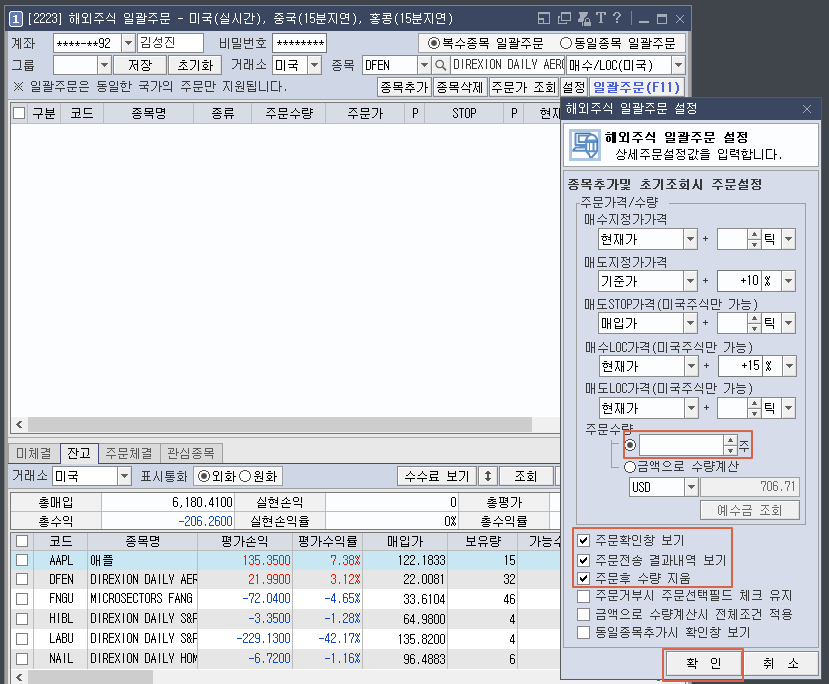 1 [2223] 해외주식 일괄주문 - 미국(실시간), 중국(15분지연), 홍콩(15분지연) T ?
계좌 ****-**92 김성진 비밀번호 ******** 복수종목 일괄주문 동일종목 일괄주문
그룹 저장 초기화 거래소 미국 종목 DFEN DIREXION DAILY AERO 매수/LOC(미국)
※ 일괄주문은 동일한 국가의 주문만 지원됩니다. 종목추가 종목삭제 주문가 조회 설정 일괄주문(F11)
구분 코드 종목명 종류 주문수량 주문가 P STOP P 현재
해외주식 일괄주문 설정
해외주식 일괄주문 설정
상세주문설정값을 입력합니다.
종목추가및 초기조회시 주문설정
주문가격/수량
매수지정가가격
현재가 + 틱
매도지정가가격
기준가 + +10 %
매도STOP가격(미국주식만 가능)
매입가 + 틱
매수LOC가격(미국주식만 가능)
현재가 + +15 %
매도LOC가격(미국주식만 가능)
현재가 + 틱
주문수량
주
금액으로 수량계산
USD 706.71
예수금 조회
주문확인창 보기
주문전송 결과내역 보기
주문후 수량 지움
주문거부시 주문선택필드 체크 유지
금액으로 수량계산시 전체조건 적용
동일종목추가시 확인창 보기
확 인 취 소
미체결 잔고 주문체결 관심종목
거래소 미국 표시통화 외화 원화 수수료 보기 조회
총매입 6,180.4100 실현손익 0 총평가
총수익 -206.2600 실현손익률 0% 총수익률
코드 종목명 평가손익 평가수익률 매입가 보유량 가능수
AAPL 애플 135.3500 7.38% 122.1833 15
DFEN DIREXION DAILY AER 21.9900 3.12% 22.0081 32
FNGU MICROSECTORS FANG -72.0400 -4.65% 33.6104 46
HIBL DIREXION DAILY S&P -3.3500 -1.28% 64.9800 4
LABU DIREXION DAILY S&P -229.1300 -42.17% 135.8200 4
NAIL DIREXION DAILY HOM -6.7200 -1.16% 96.4883 6